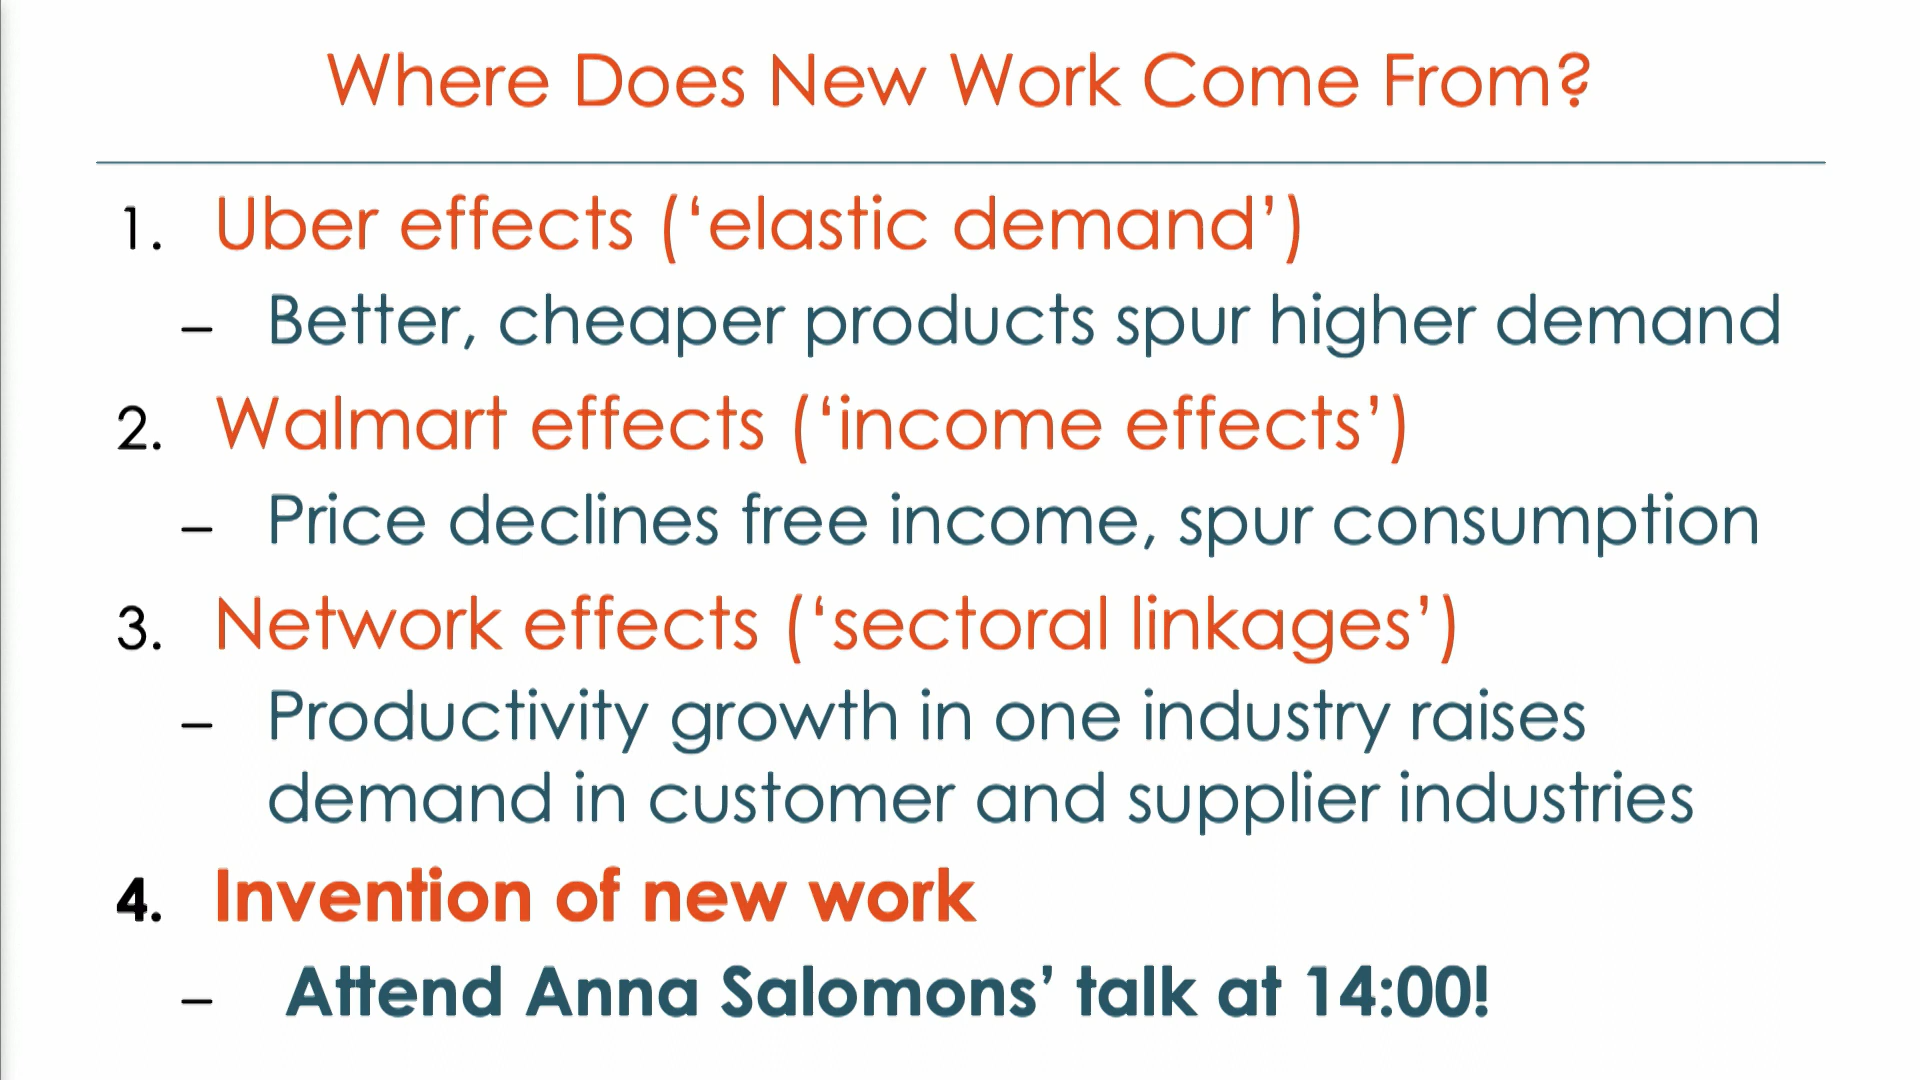 Where Does New Work Come From?
1. Uber effects (‘elastic demand’)
– Better, cheaper products spur higher demand
2. Walmart effects (‘income effects’)
– Price declines free income, spur consumption
3. Network effects (‘sectoral linkages’)
– Productivity growth in one industry raises
demand in customer and supplier industries
4. Invention of new work
– Attend Anna Salomons’ talk at 14:00!